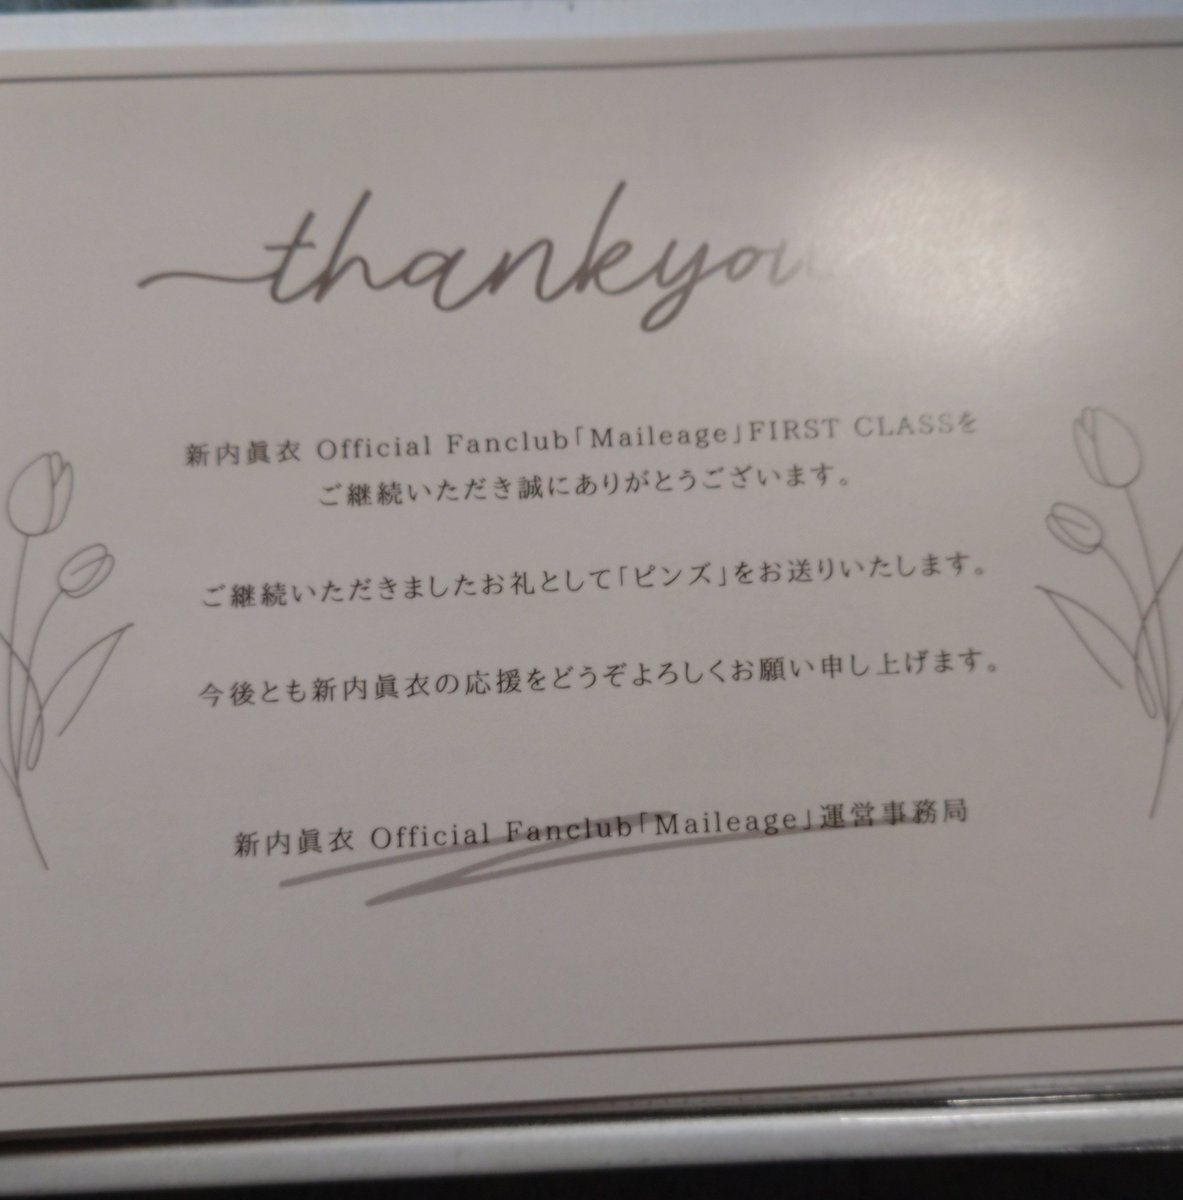 thankyou
新内眞衣 Official Fanclub「Maileage」FIRST CLASSを
ご継続いただき誠にありがとうございます。
ご継続いただきましたお礼として「ピンズ」をお送りいたします。
今後とも新内眞衣の応援をどうぞよろしくお願い申し上げます。
新内眞衣 Official Fanclub「Maileage」運営事務局